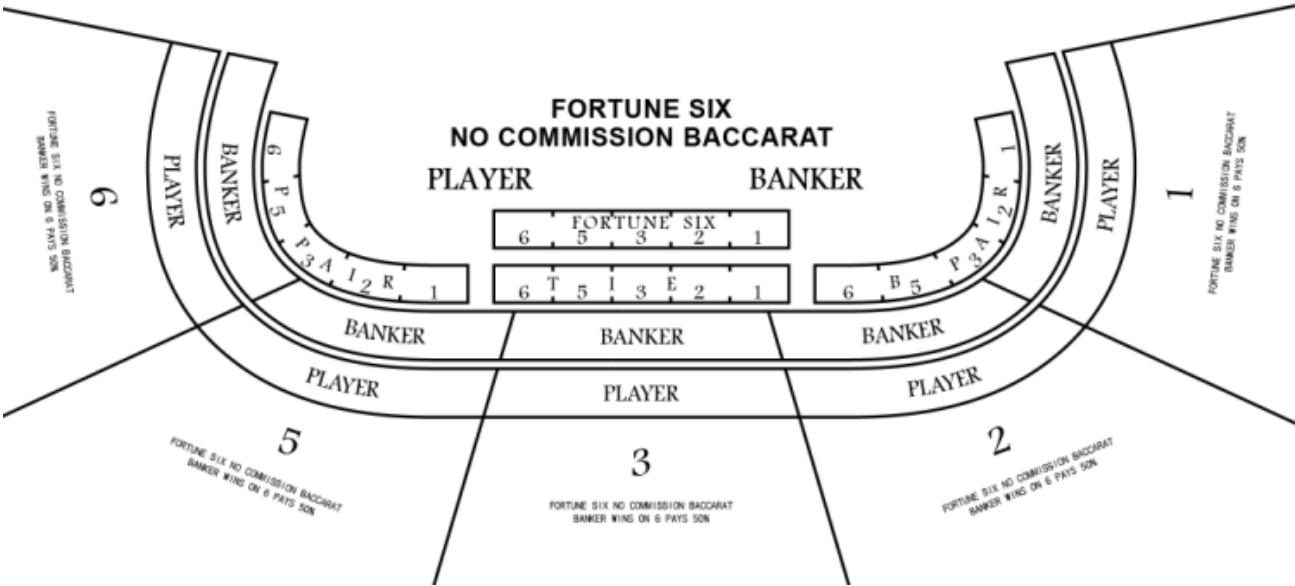 FORTUNE SIX
NO COMMISSION BACCARAT
PLAYER BANKER
FORTUNE SIX
6 5 3 2 1
T I E
6 5 3 2 1
P PAIR
6 5 3 2 1
B PAIR
6 5 3 2 1
BANKER
BANKER
BANKER
BANKER
BANKER
PLAYER
PLAYER
PLAYER
PLAYER
PLAYER
6
FORTUNE SIX NO COMMISSION BACCARAT
BANKER WINS ON 6 PAYS 50%
5
FORTUNE SIX NO COMMISSION BACCARAT
BANKER WINS ON 6 PAYS 50%
3
FORTUNE SIX NO COMMISSION BACCARAT
BANKER WINS ON 6 PAYS 50%
2
FORTUNE SIX NO COMMISSION BACCARAT
BANKER WINS ON 6 PAYS 50%
1
FORTUNE SIX NO COMMISSION BACCARAT
BANKER WINS ON 6 PAYS 50%